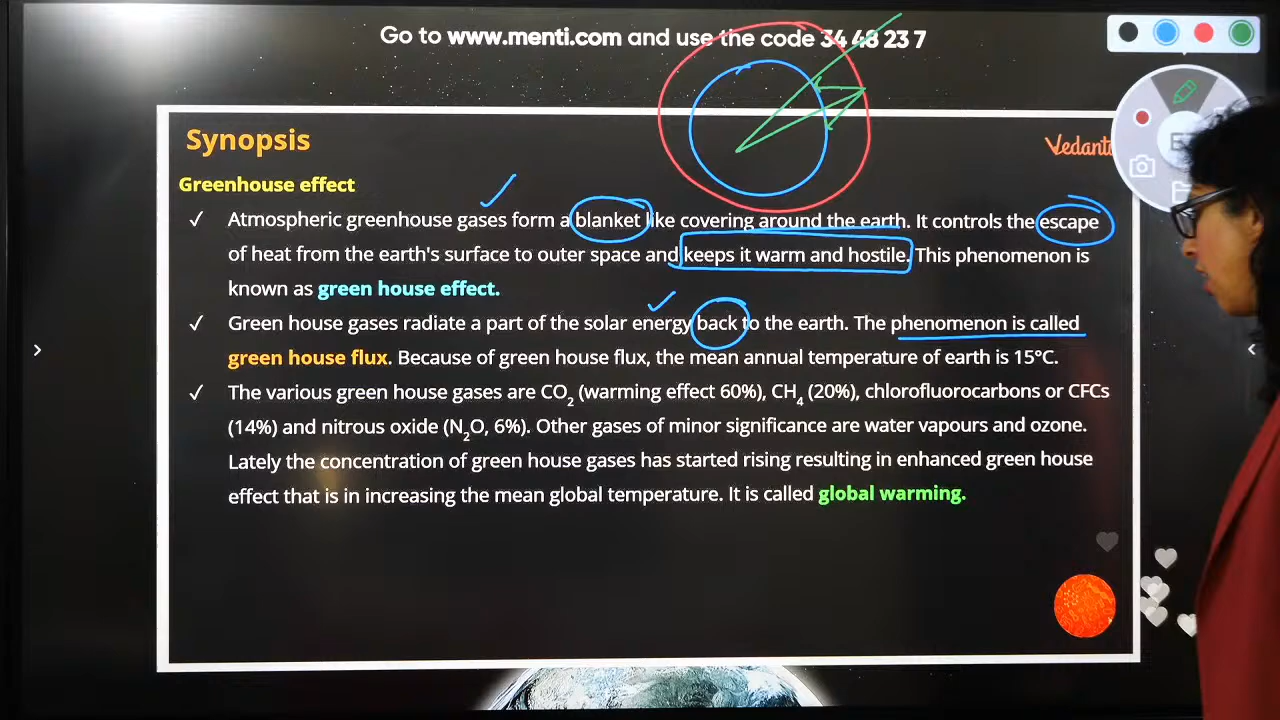 Go to www.menti.com and use the code 34 48 23 7
Synopsis
Vedant
Greenhouse effect
✓ Atmospheric greenhouse gases form a blanket like covering around the earth. It controls the escape
of heat from the earth's surface to outer space and keeps it warm and hostile. This phenomenon is
known as green house effect.
✓ Green house gases radiate a part of the solar energy back to the earth. The phenomenon is called
green house flux. Because of green house flux, the mean annual temperature of earth is 15°C.
✓ The various green house gases are CO₂ (warming effect 60%), CH₄ (20%), chlorofluorocarbons or CFCs
(14%) and nitrous oxide (N₂O, 6%). Other gases of minor significance are water vapours and ozone.
Lately the concentration of green house gases has started rising resulting in enhanced green house
effect that is in increasing the mean global temperature. It is called global warming.